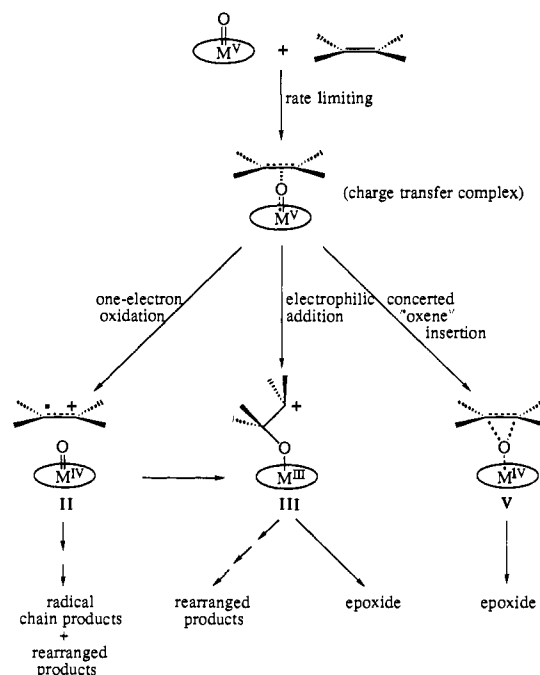 O
M^V + 
rate limiting
O
M^V
(charge transfer complex)
one-electron
oxidation
electrophilic
addition
concerted
"oxene"
insertion
• +
O
M^IV
II
+
O
M^III
III
O
M^IV
V
radical
chain products
+
rearranged
products
rearranged
products
epoxide
epoxide